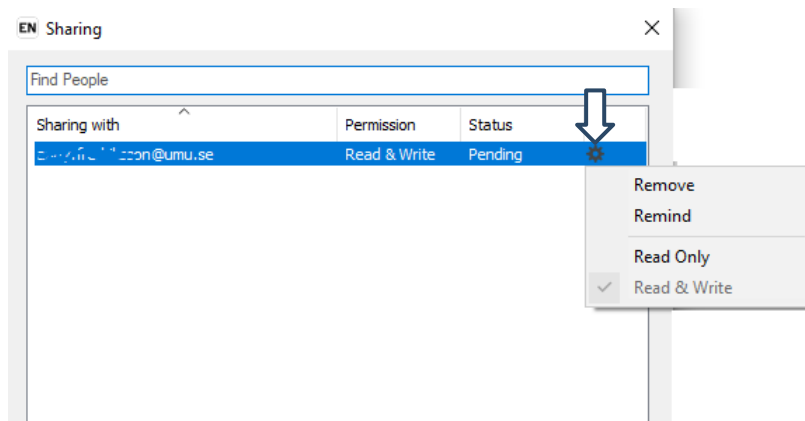 EN Sharing
Find People
Sharing with Permission Status
@umu.se Read & Write Pending
Remove
Remind
Read Only
Read & Write